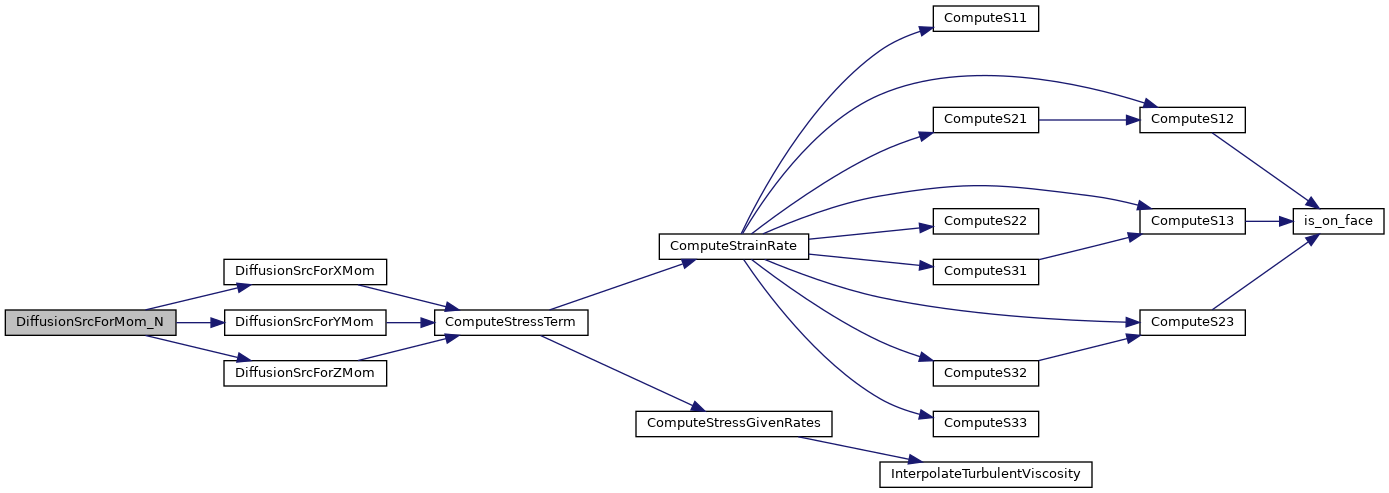 DiffusionSrcForMom_N
DiffusionSrcForXMom
DiffusionSrcForYMom
DiffusionSrcForZMom
ComputeStressTerm
ComputeStrainRate
ComputeStressGivenRates
ComputeS11
ComputeS21
ComputeS22
ComputeS31
ComputeS32
ComputeS33
InterpolateTurbulentViscosity
ComputeS12
ComputeS13
ComputeS23
is_on_face